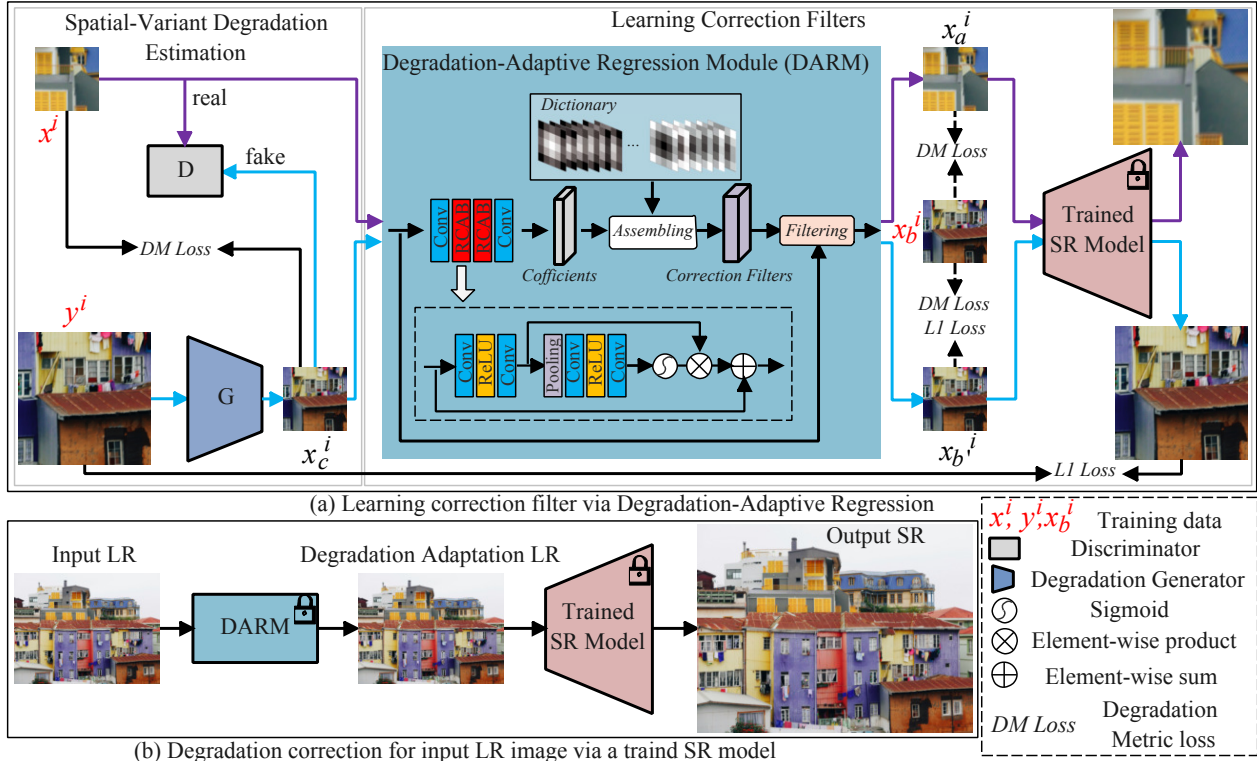 Spatial-Variant Degradation
Estimation
Learning Correction Filters
x^i
real
D
fake
DM Loss
y^i
G
x_c^i
Degradation-Adaptive Regression Module (DARM)
Dictionary
...
Conv
RCAB
RCAB
Conv
Cofficients
Assembling
Correction Filters
Filtering
Conv
ReLU
Conv
Pooling
Conv
ReLU
Conv
x_a^i
DM Loss
x_b^i
DM Loss
L1 Loss
x_b'^i
Trained
SR Model
L1 Loss
(a) Learning correction filter via Degradation-Adaptive Regression
Input LR
DARM
Degradation Adaptation LR
Trained
SR Model
Output SR
(b) Degradation correction for input LR image via a traind SR model
x^i, y^i, x_b^i Training data
Discriminator
Degradation Generator
Sigmoid
Element-wise product
Element-wise sum
DM Loss Degradation
Metric loss